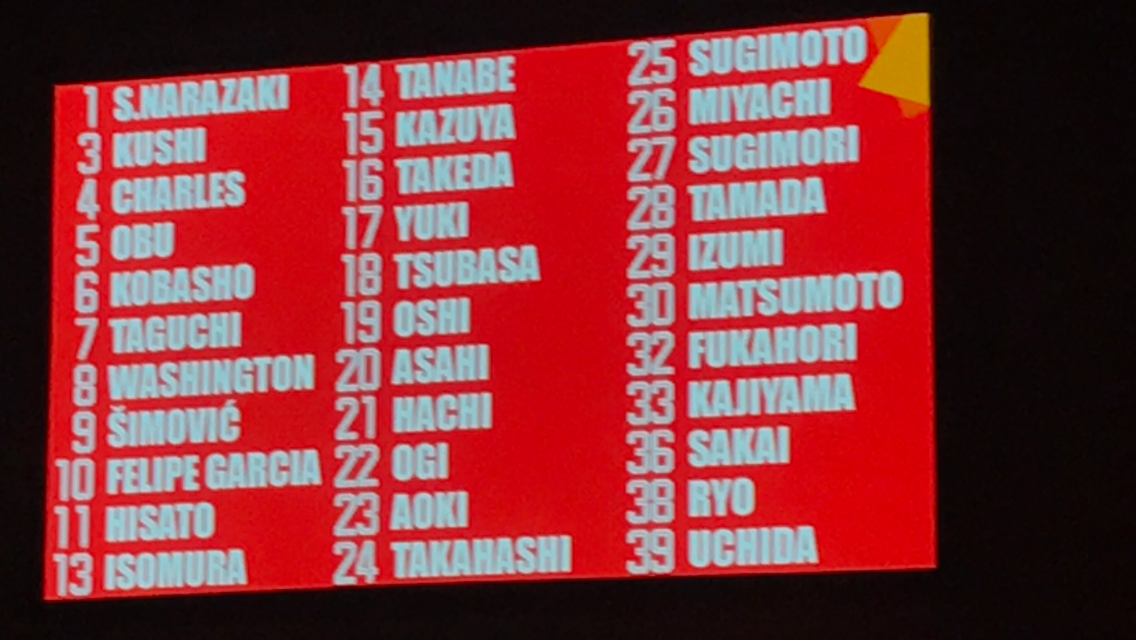 1 S.NARAZAKI
3 KUSHI
4 CHARLES
5 OBU
6 KOBASHO
7 TAGUCHI
8 WASHINGTON
9 ŠIMOVIĆ
10 FELIPE GARCIA
11 HISATO
13 ISOMURA
14 TANABE
15 KAZUYA
16 TAKEDA
17 YUKI
18 TSUBASA
19 OSHI
20 ASAHI
21 HACHI
22 OGI
23 AOKI
24 TAKAHASHI
25 SUGIMOTO
26 MIYACHI
27 SUGIMORI
28 TAMADA
29 IZUMI
30 MATSUMOTO
32 FUKAHORI
33 KAJIYAMA
36 SAKAI
38 RYO
39 UCHIDA